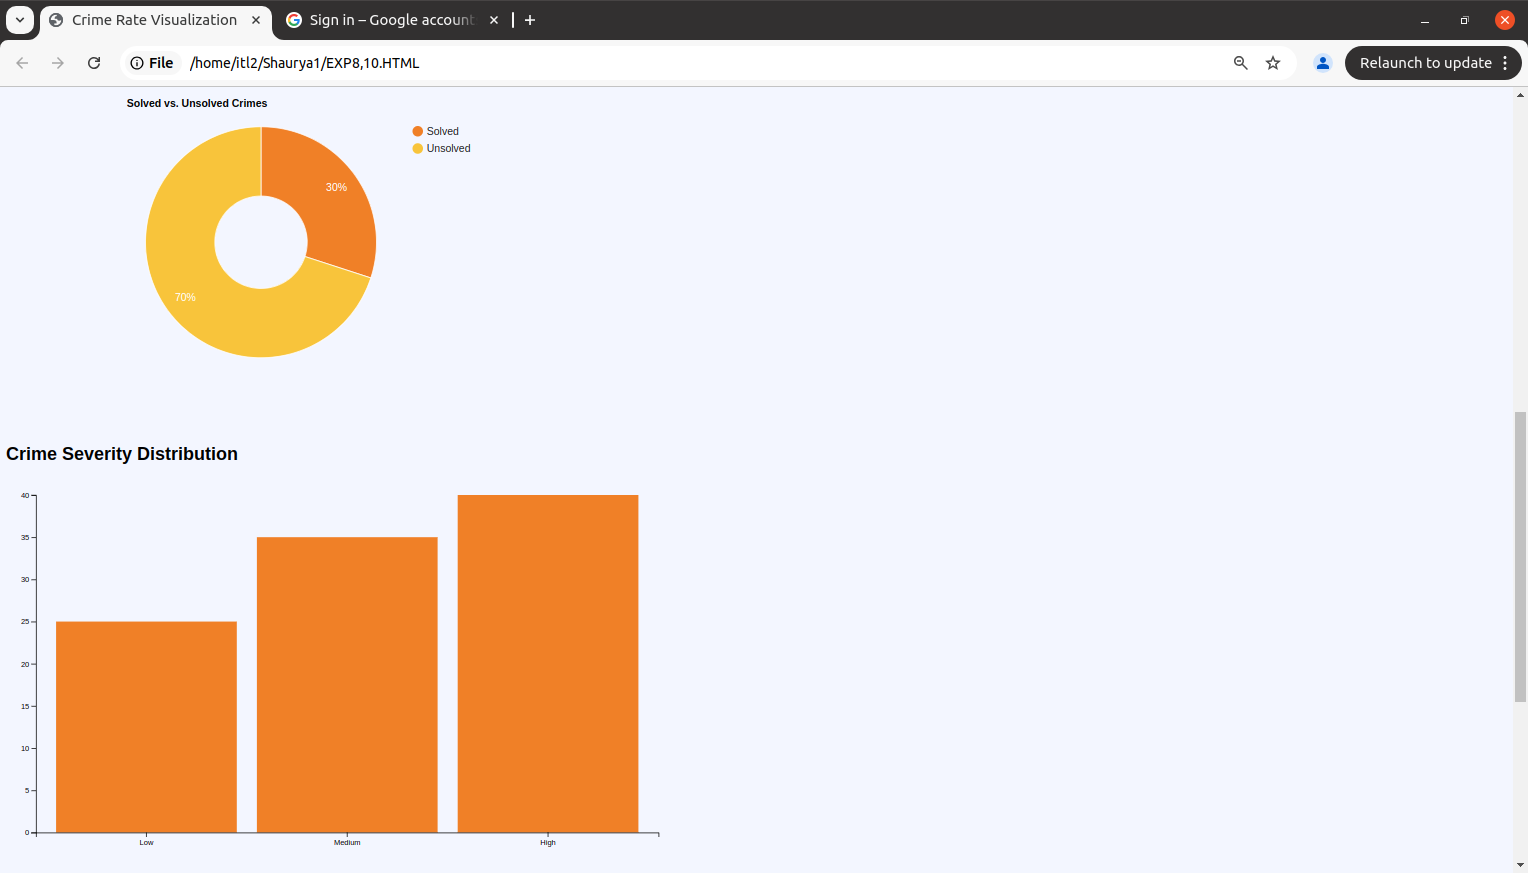 Crime Rate Visualization
Sign in – Google account
File /home/itl2/Shaurya1/EXP8,10.HTML
Relaunch to update
Solved vs. Unsolved Crimes
Solved
Unsolved
30%
70%
Crime Severity Distribution
40
35
30
25
20
15
10
5
0
Low Medium High